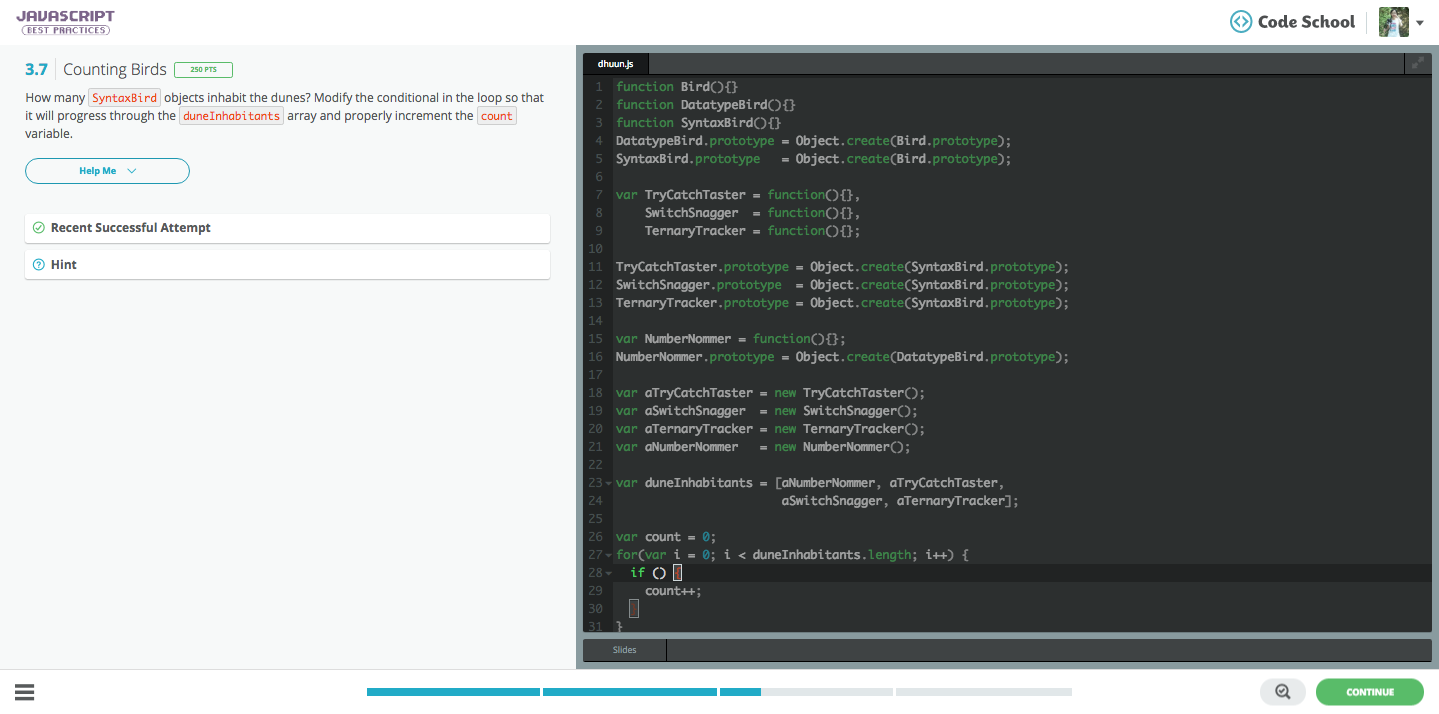 JAVASCRIPT
BEST PRACTICES
Code School
3.7 Counting Birds 250 PTS
How many SyntaxBird objects inhabit the dunes? Modify the conditional in the loop so that
it will progress through the duneInhabitants array and properly increment the count
variable.
Help Me
Recent Successful Attempt
Hint
dhuun.js
1 function Bird(){}
2 function DatatypeBird(){}
3 function SyntaxBird(){}
4 DatatypeBird.prototype = Object.create(Bird.prototype);
5 SyntaxBird.prototype   = Object.create(Bird.prototype);
6
7 var TryCatchTaster = function(){},
8     SwitchSnagger  = function(){},
9     TernaryTracker = function(){};
10
11 TryCatchTaster.prototype = Object.create(SyntaxBird.prototype);
12 SwitchSnagger.prototype  = Object.create(SyntaxBird.prototype);
13 TernaryTracker.prototype = Object.create(SyntaxBird.prototype);
14
15 var NumberNommer = function(){};
16 NumberNommer.prototype = Object.create(DatatypeBird.prototype);
17
18 var aTryCatchTaster = new TryCatchTaster();
19 var aSwitchSnagger  = new SwitchSnagger();
20 var aTernaryTracker = new TernaryTracker();
21 var aNumberNommer   = new NumberNommer();
22
23 var duneInhabitants = [aNumberNommer, aTryCatchTaster,
24                        aSwitchSnagger, aTernaryTracker];
25
26 var count = 0;
27 for(var i = 0; i < duneInhabitants.length; i++) {
28   if () {
29     count++;
30   }
31 }
Slides
CONTINUE